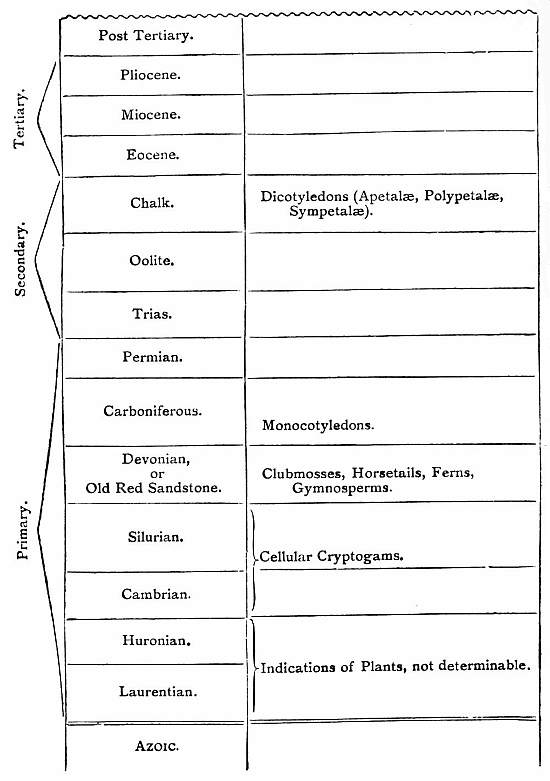 Post Tertiary.
Tertiary.
Pliocene.
Miocene.
Eocene.
Secondary.
Chalk.
Dicotyledons (Apetalæ, Polypetalæ,
Sympetalæ).
Oolite.
Trias.
Primary.
Permian.
Carboniferous.
Monocotyledons.
Devonian,
or
Old Red Sandstone.
Clubmosses, Horsetails, Ferns,
Gymnosperms.
Silurian.
Cellular Cryptogams.
Cambrian.
Huronian.
Indications of Plants, not determinable.
Laurentian.
Azoic.